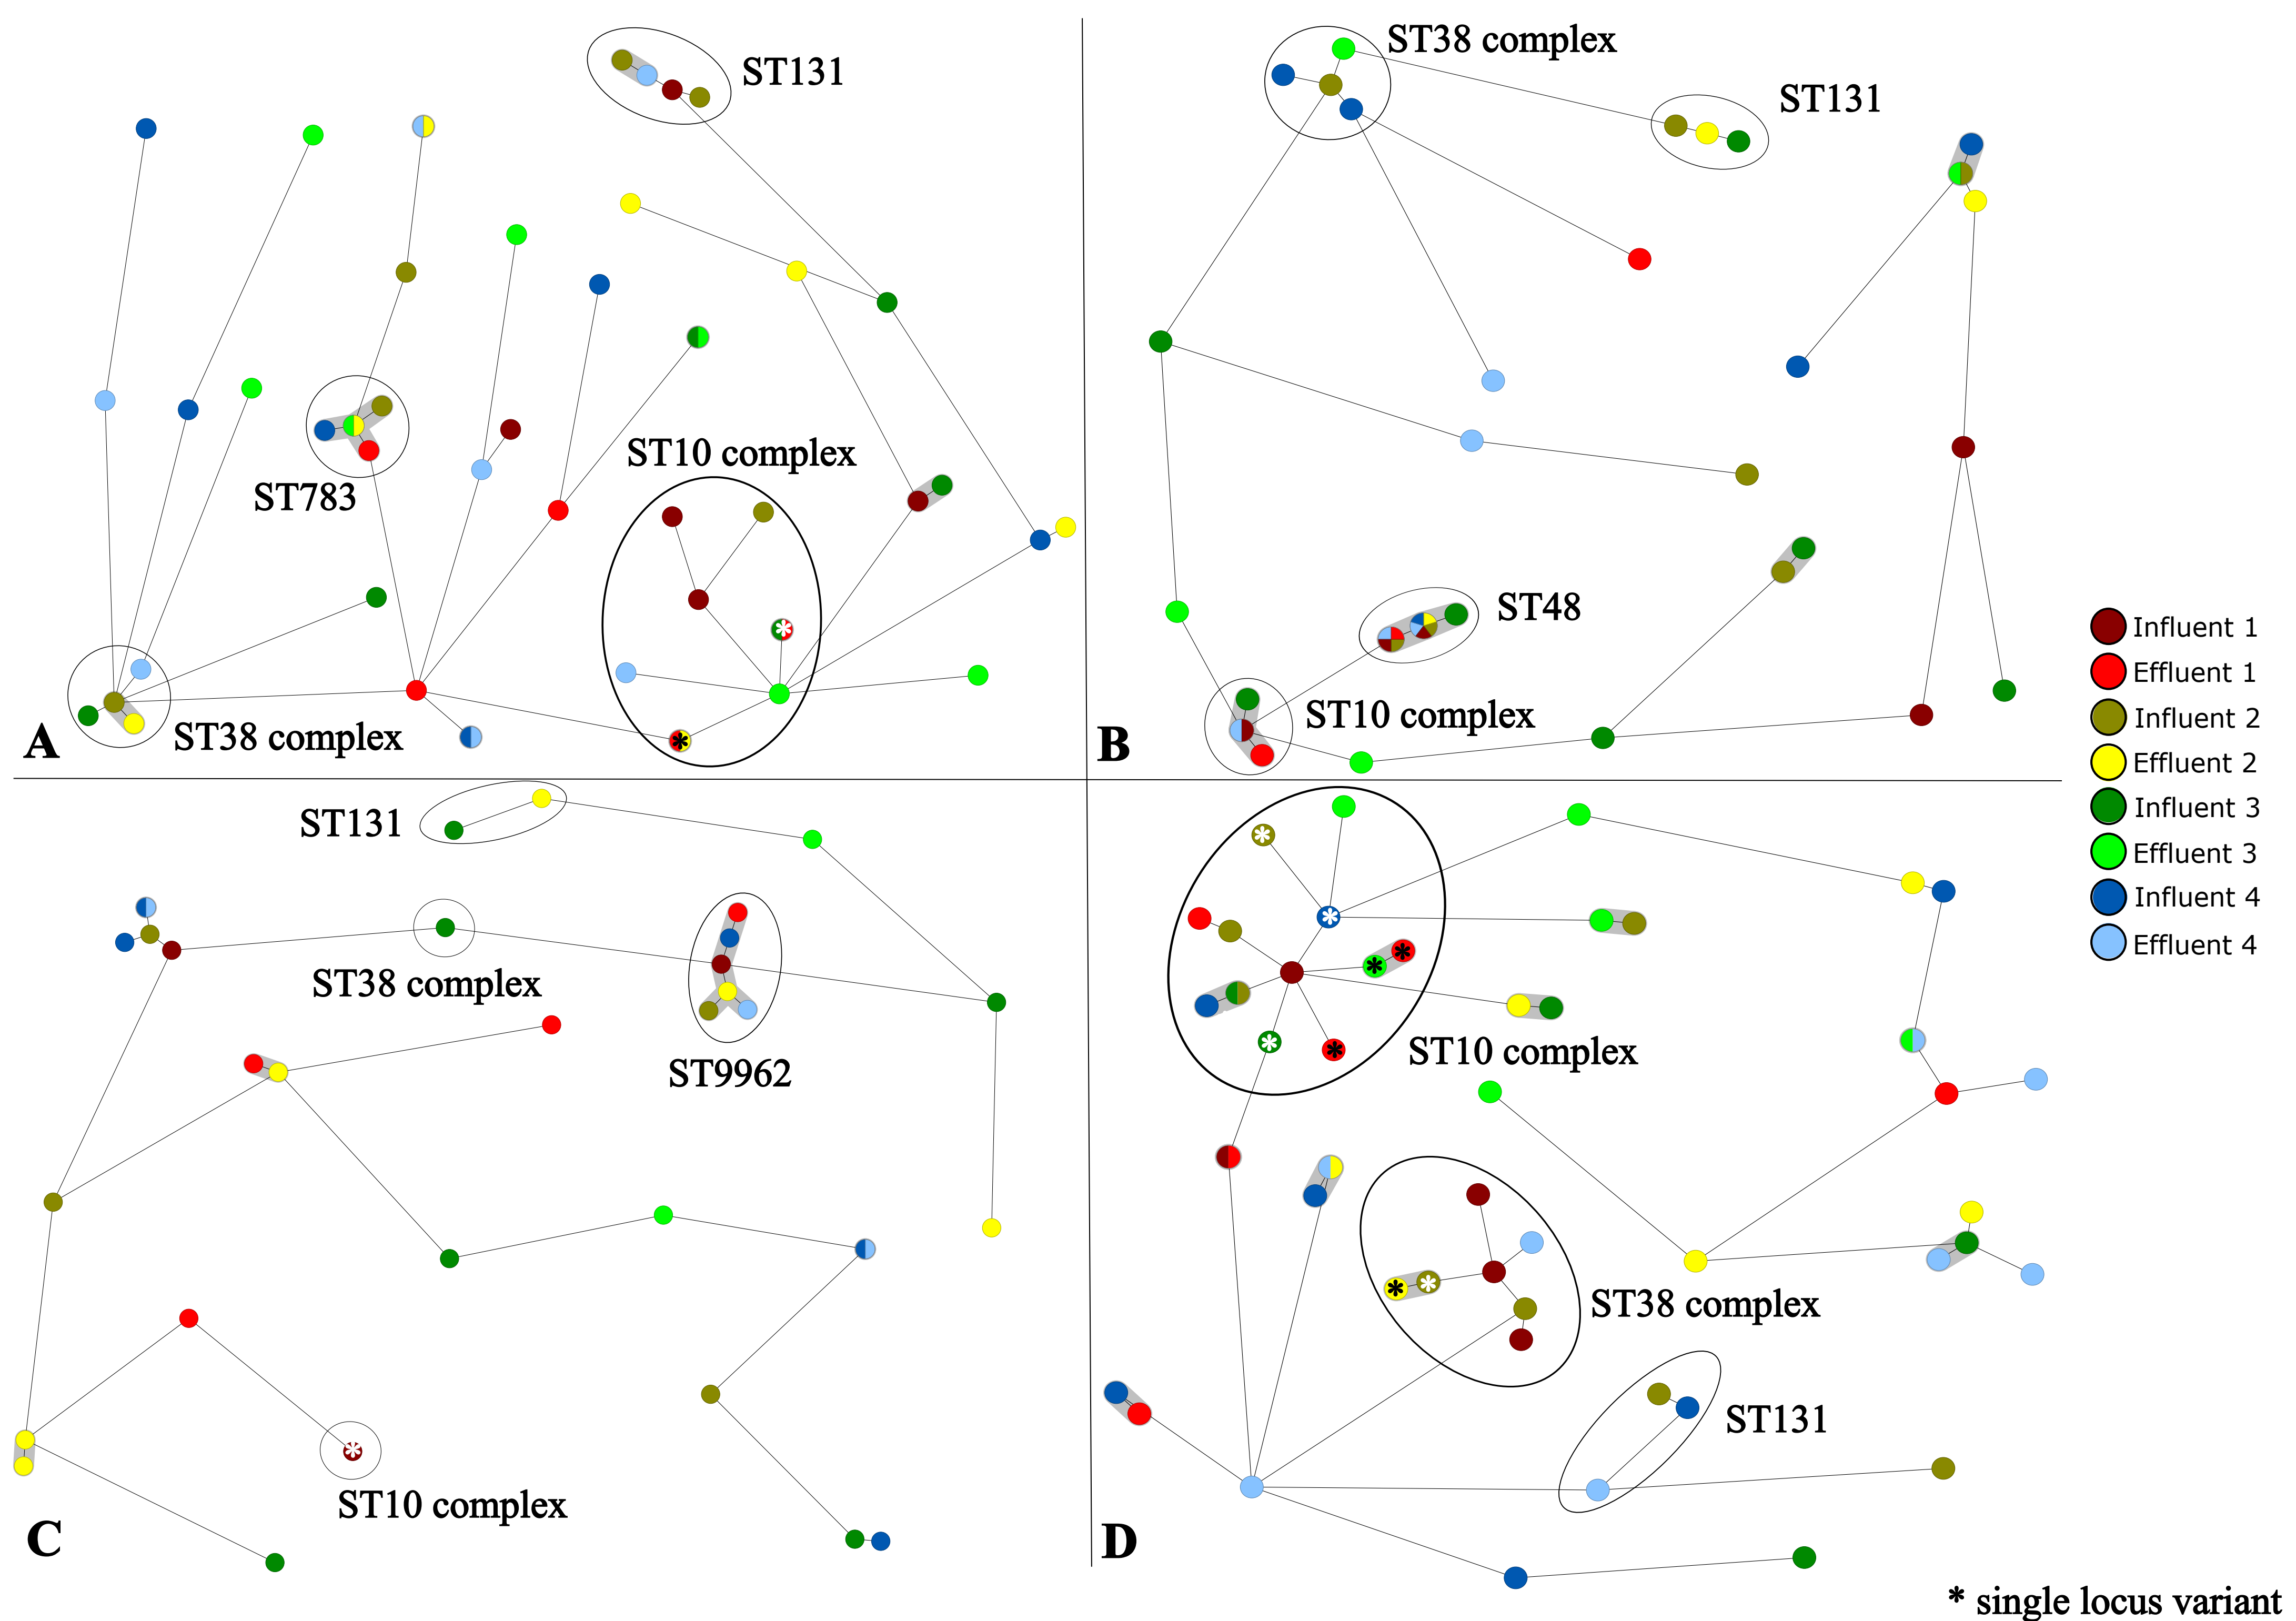 ST131
ST783
ST10 complex
ST38 complex
A
ST38 complex
ST131
ST48
ST10 complex
B
ST131
ST38 complex
ST9962
ST10 complex
C
ST10 complex
ST38 complex
ST131
D
Influent 1
Effluent 1
Influent 2
Effluent 2
Influent 3
Effluent 3
Influent 4
Effluent 4
* single locus variant